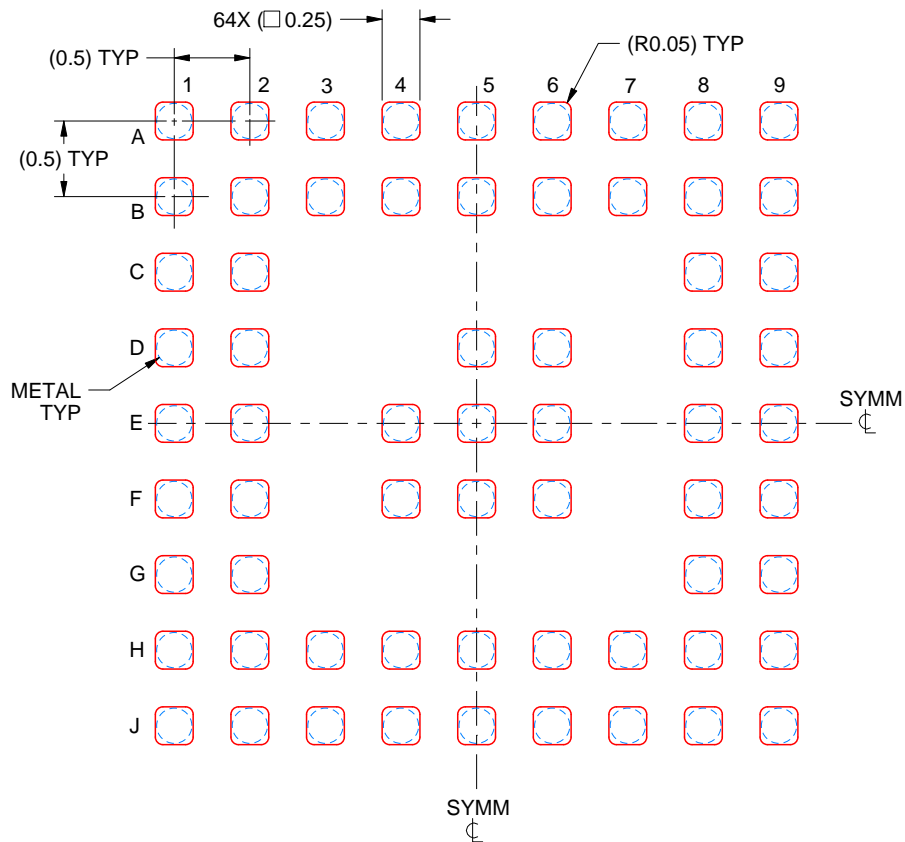 64X (□ 0.25)
(0.5) TYP
(R0.05) TYP
1 2 3 4 5 6 7 8 9
A
(0.5) TYP
B
C
D
METAL
TYP
E
SYMM
℄
F
G
H
J
SYMM
℄